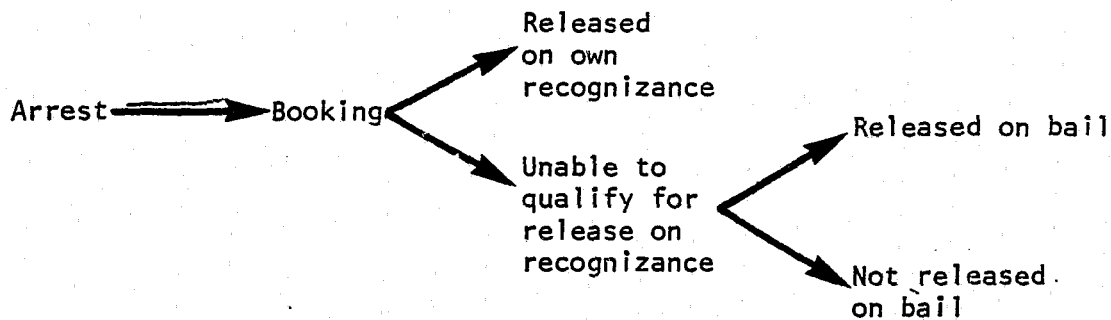 Released
on own
recognizance
Arrest
Booking
Unable to
qualify for
release on
recognizance
Released on bail
Not released
on bail